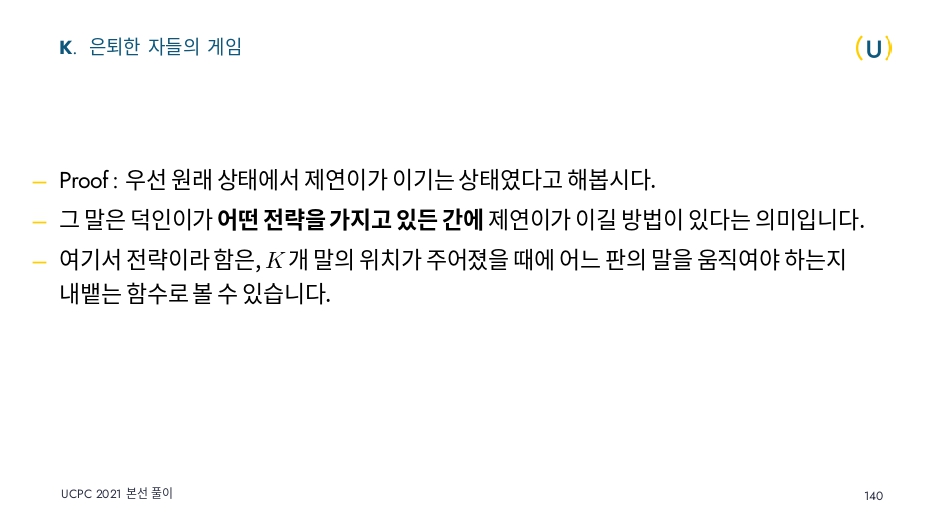 K. 은퇴한 자들의 게임
(U)
– Proof : 우선 원래 상태에서 제연이가 이기는 상태였다고 해봅시다.
– 그 말은 덕인이가 어떤 전략을 가지고 있든 간에 제연이가 이길 방법이 있다는 의미입니다.
– 여기서 전략이라 함은, K개 말의 위치가 주어졌을 때에 어느 판의 말을 움직여야 하는지
내뱉는 함수로 볼 수 있습니다.
UCPC 2021 본선 풀이
140